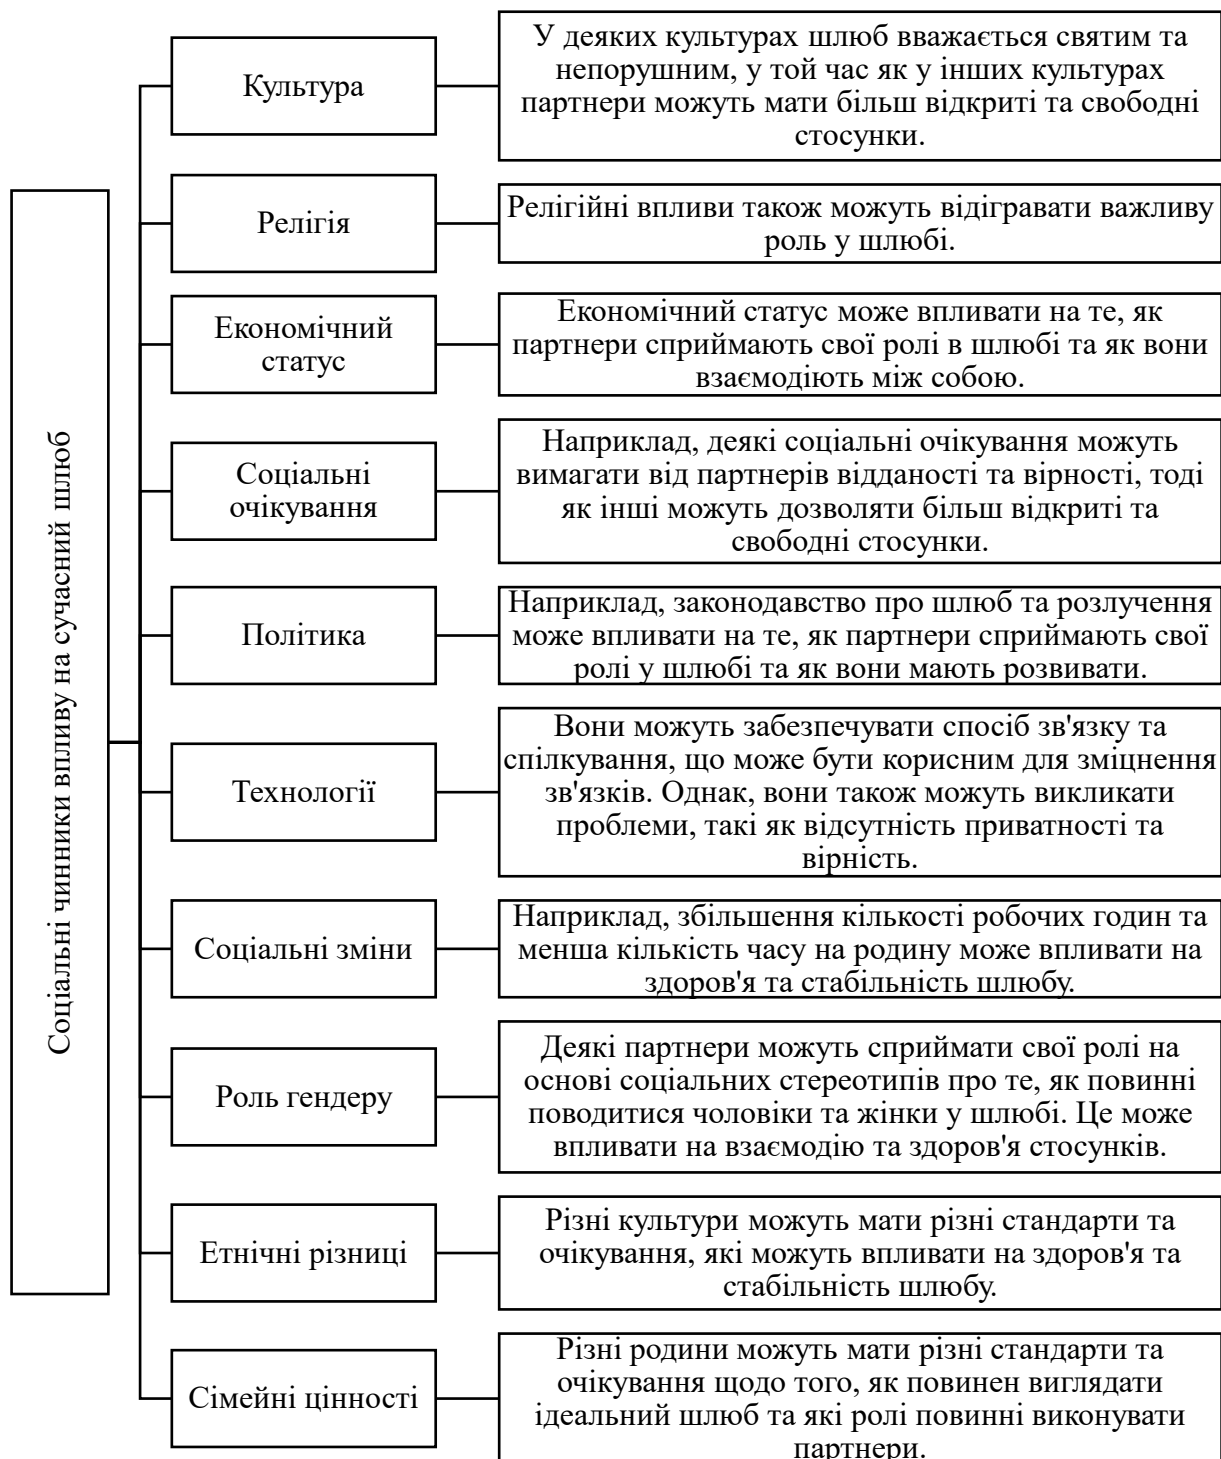 Соціальні чинники впливу на сучасний шлюб
Культура
У деяких культурах шлюб вважається святим та
непорушним, у той час як у інших культурах
партнери можуть мати більш відкриті та свободні
стосунки.
Релігія
Релігійні впливи також можуть відігравати важливу
роль у шлюбі.
Економічний
статус
Економічний статус може впливати на те, як
партнери сприймають свої ролі в шлюбі та як вони
взаємодіють між собою.
Соціальні
очікування
Наприклад, деякі соціальні очікування можуть
вимагати від партнерів відданості та вірності, тоді
як інші можуть дозволяти більш відкриті та
свободні стосунки.
Політика
Наприклад, законодавство про шлюб та розлучення
може впливати на те, як партнери сприймають свої
ролі у шлюбі та як вони мають розвивати.
Технології
Вони можуть забезпечувати спосіб зв'язку та
спілкування, що може бути корисним для зміцнення
зв'язків. Однак, вони також можуть викликати
проблеми, такі як відсутність приватності та
вірність.
Соціальні зміни
Наприклад, збільшення кількості робочих годин та
менша кількість часу на родину може впливати на
здоров'я та стабільність шлюбу.
Роль гендеру
Деякі партнери можуть сприймати свої ролі на
основі соціальних стереотипів про те, як повинні
поводитися чоловіки та жінки у шлюбі. Це може
впливати на взаємодію та здоров'я стосунків.
Етнічні різниці
Різні культури можуть мати різні стандарти та
очікування, які можуть впливати на здоров'я та
стабільність шлюбу.
Сімейні цінності
Різні родини можуть мати різні стандарти та
очікування щодо того, як повинен виглядати
ідеальний шлюб та які ролі повинні виконувати
партнери.